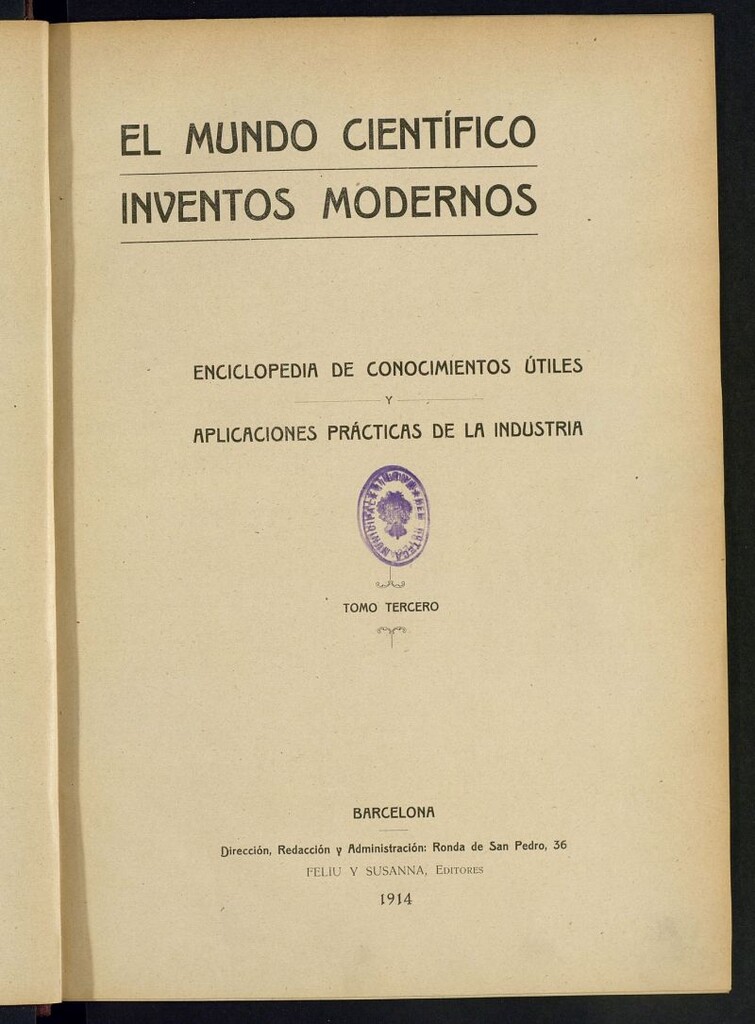 EL MUNDO CIENTÍFICO
INVENTOS MODERNOS
ENCICLOPEDIA DE CONOCIMIENTOS ÚTILES
Y
APLICACIONES PRÁCTICAS DE LA INDUSTRIA
TOMO TERCERO
BARCELONA
Dirección, Redacción y Administración: Ronda de San Pedro, 36
FELIU Y SUSANNA, EDITORES
1914